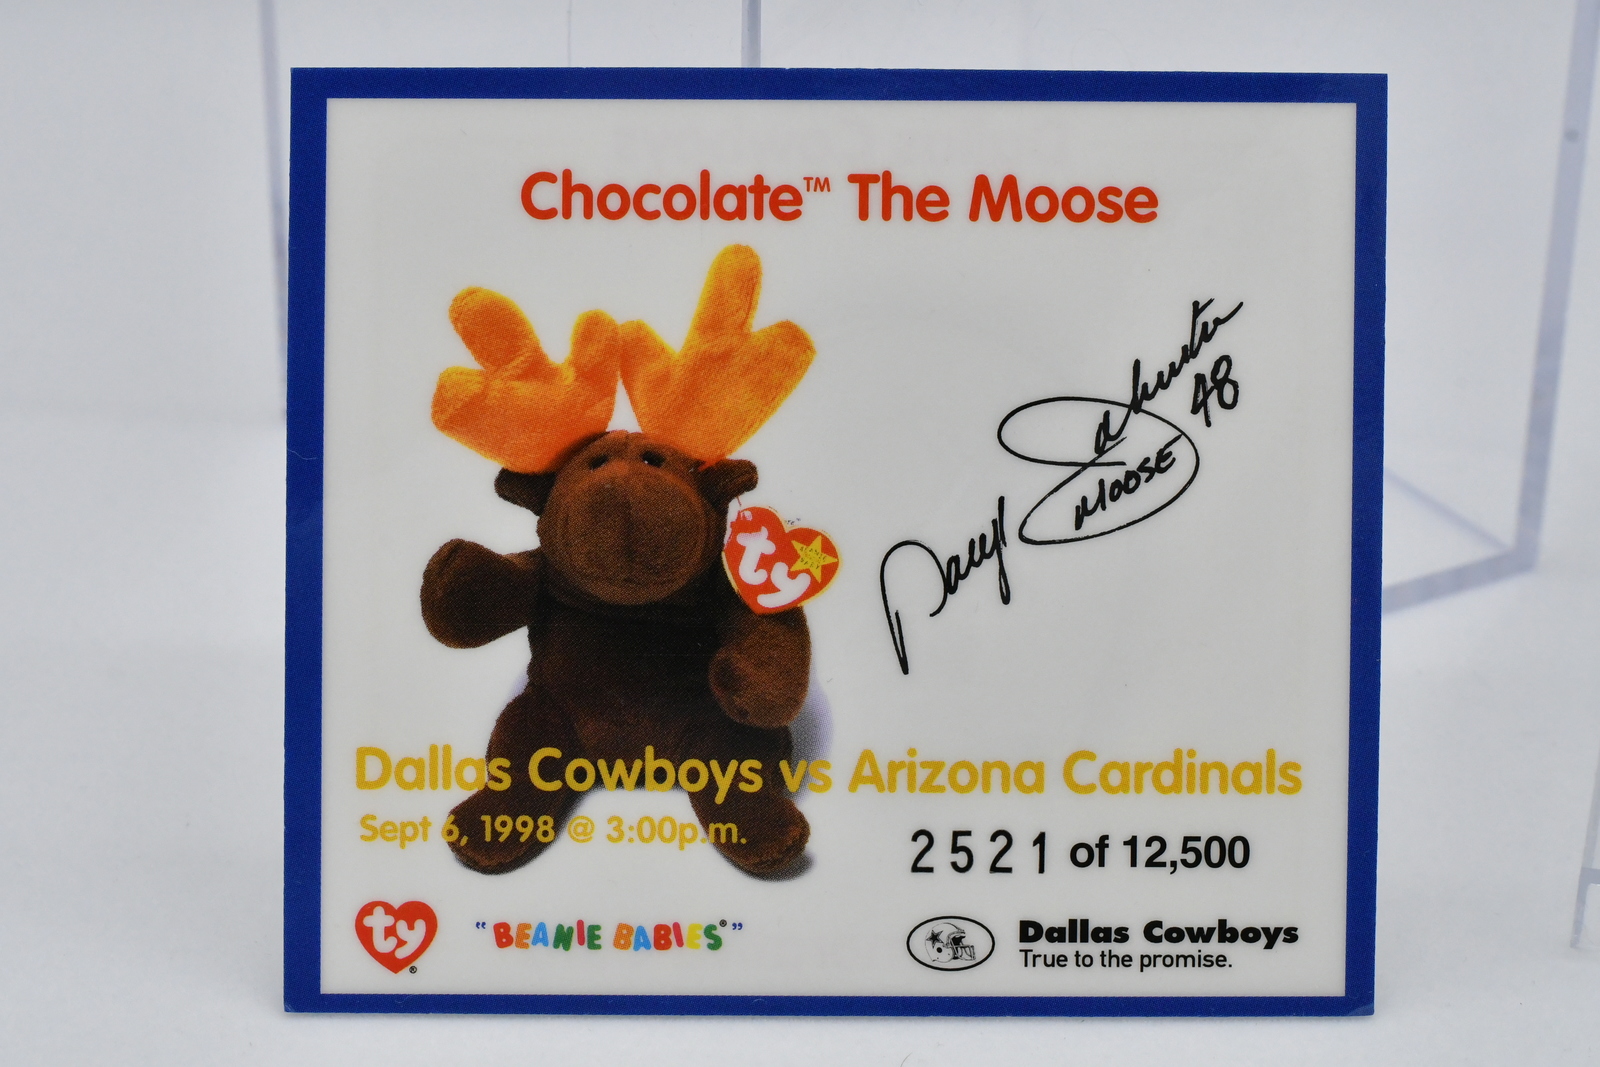 Chocolate™ The Moose
ty
Daryl Johnston 48
MOOSE
Dallas Cowboys vs Arizona Cardinals
Sept 6, 1998 @ 3:00p.m.
2521 of 12,500
ty®
"BEANIE BABIES®"
Dallas Cowboys
True to the promise.